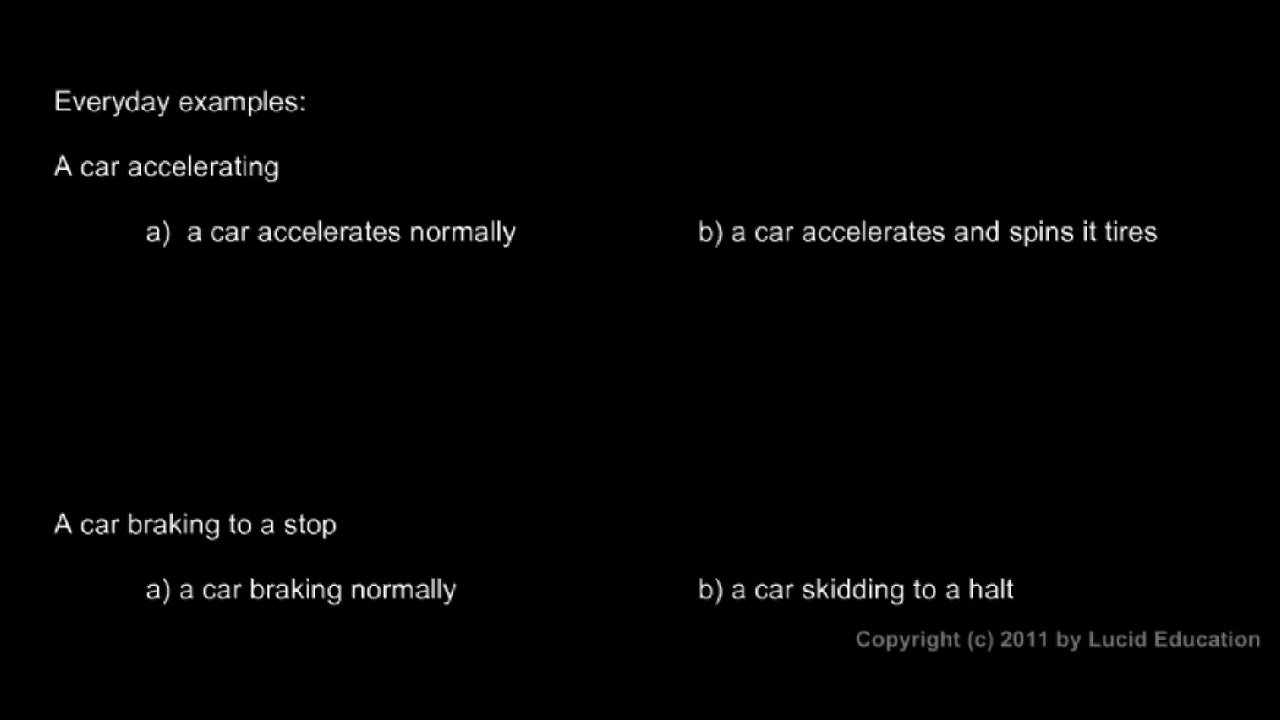 Everyday examples:
A car accelerating
a) a car accelerates normally
b) a car accelerates and spins it tires
A car braking to a stop
a) a car braking normally
b) a car skidding to a halt
Copyright (c) 2011 by Lucid Education